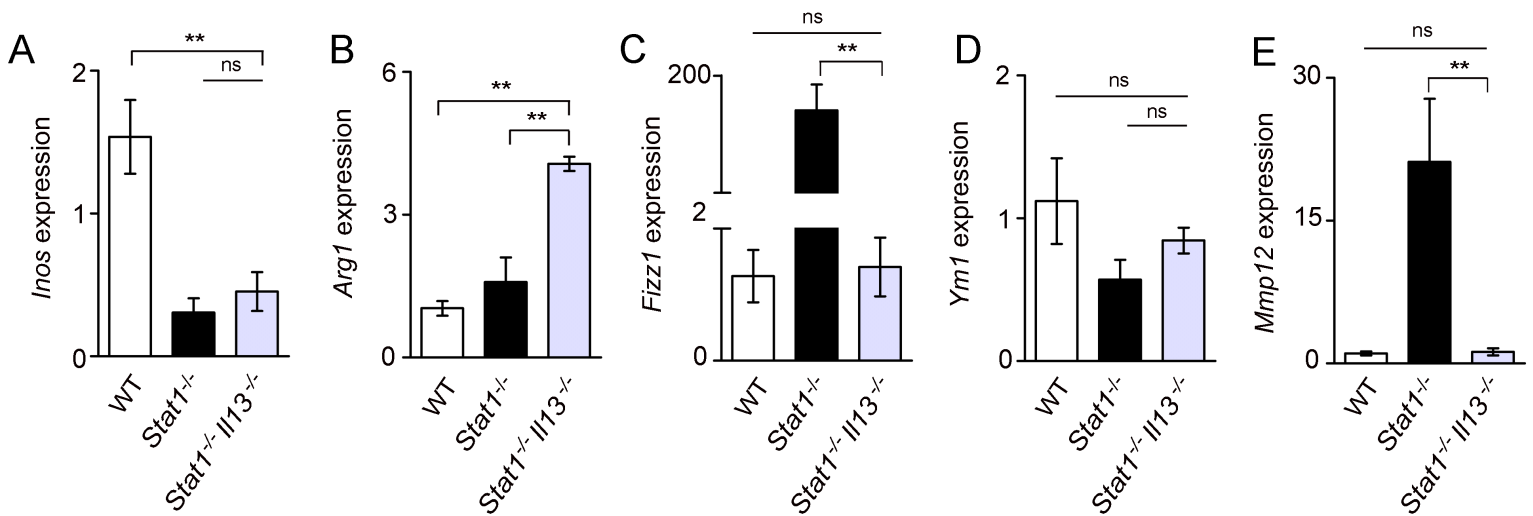 A
**
ns
2
1
0
Inos expression
WT
Stat1-/-
Stat1-/- Il13-/-
B
**
**
6
3
0
Arg1 expression
WT
Stat1-/-
Stat1-/- Il13-/-
C
ns
**
200
2
0
Fizz1 expression
WT
Stat1-/-
Stat1-/- Il13-/-
D
ns
ns
2
1
0
Ym1 expression
WT
Stat1-/-
Stat1-/- Il13-/-
E
ns
**
30
15
0
Mmp12 expression
WT
Stat1-/-
Stat1-/- Il13-/-